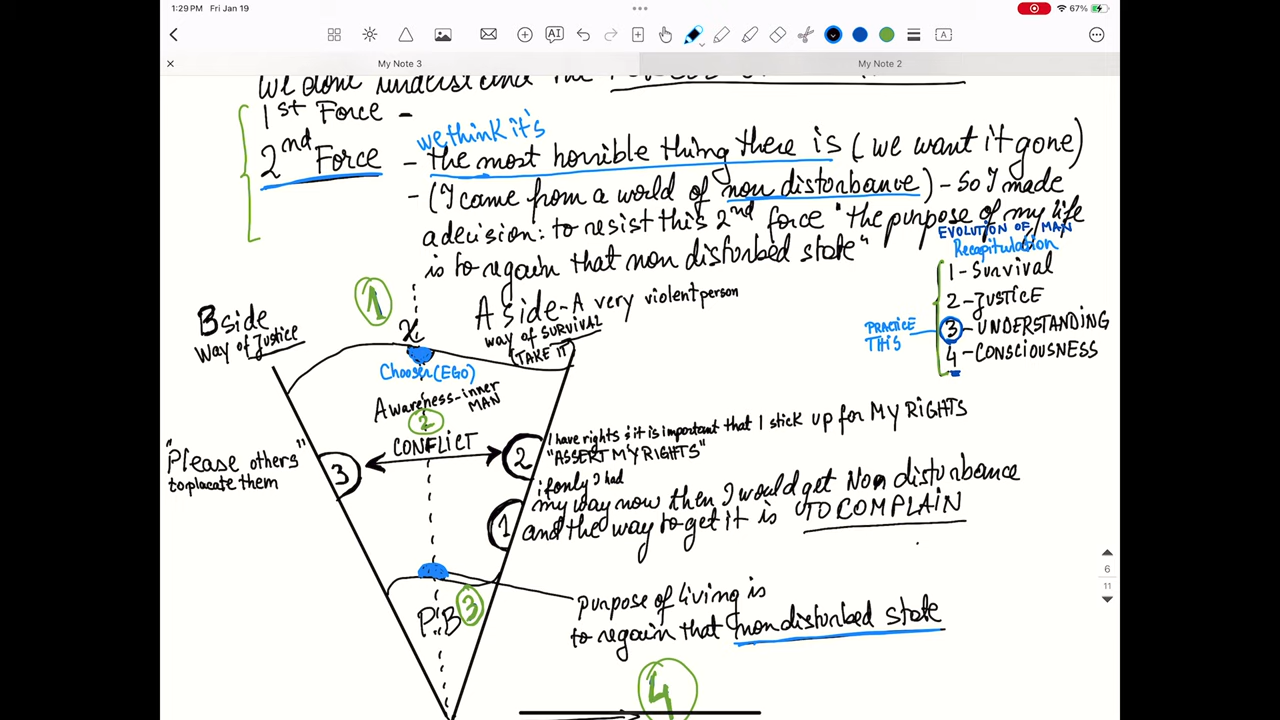 1:29 PM Fri Jan 19
67%
AI
A
My Note 3
My Note 2
We dont understand the
1st Force -
we think it's
2nd Force - the most horrible thing there is (we want it gone)
- (I came from a world of non disturbance) - So I made
a decision: to resist this 2nd force "the purpose of my life
is to regain that non disturbed state"
EVOLUTION OF MAN
Recapitulation
1 - Survival
2 - JUSTICE
3 - UNDERSTANDING
4 - CONSCIOUSNESS
PRACTICE
THIS
1
B side
Way of Justice
X
A side - A very violent person
way of SURVIVAL
(TAKE IT)
Chooser (EGO)
Awareness - inner
MAN
2
CONFLICT
"Please others"
to placate them
3
2
I have rights & it is important that I stick up for MY RIGHTS
"ASSERT MY RIGHTS"
if only I had
my way now then I would get Non disturbance
1
and the way to get it is TO COMPLAIN
6
11
P.B 3
purpose of living is
to regain that non disturbed state
4